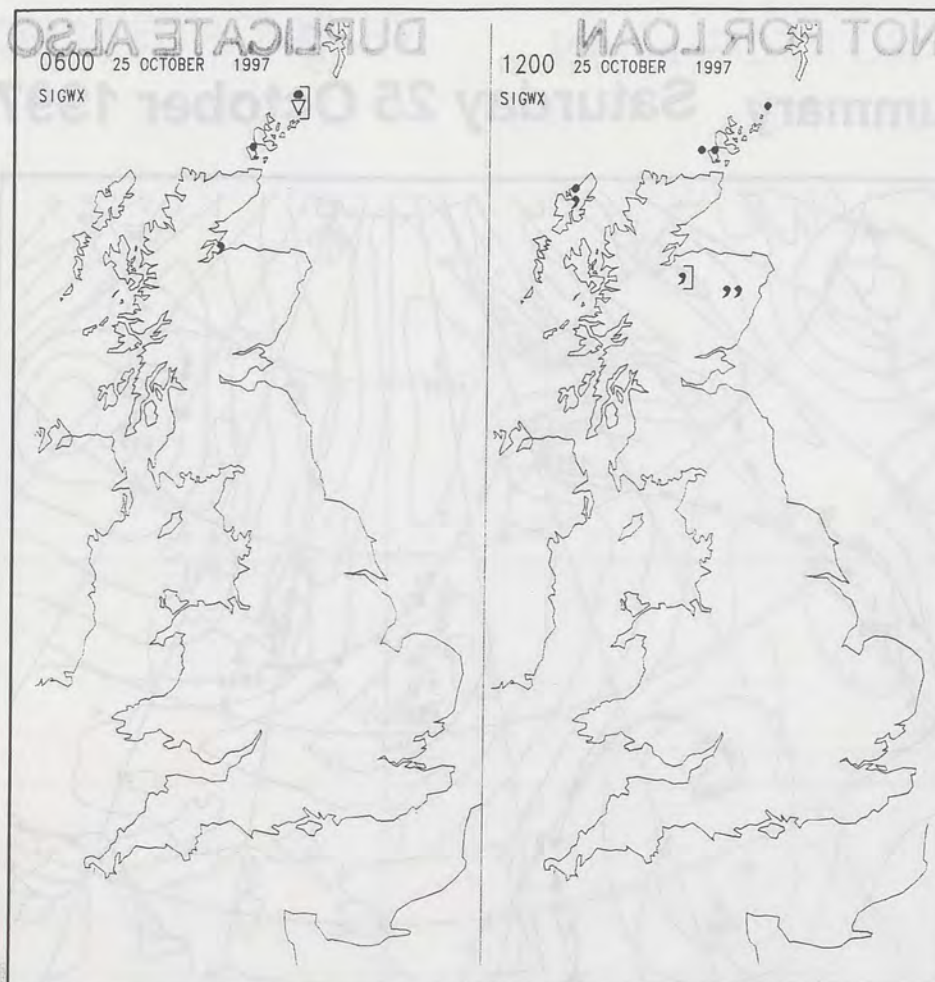 NOT FOR LOAN DUPLICATE ALSO
ummary Saturday 25 October 1997
0600 25 OCTOBER 1997
SIGWX
1200 25 OCTOBER 1997
SIGWX